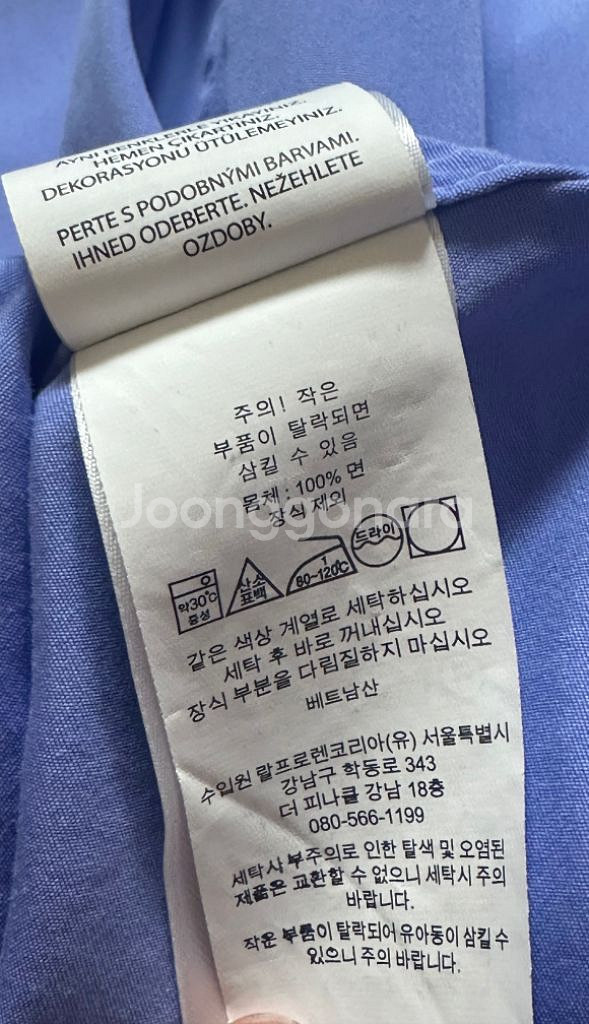 AYNI RENKLERLE YIKAYINIZ.
HEMEN ÇIKARTINIZ.
DEKORASYONU ÜTÜLEMEYINIZ.
PERTE S PODOBNÝMI BARVAMI.
IHNED ODEBERTE. NEŽEHLETE
OZDOBY.
주의! 작은
부품이 탈락되면
삼킬 수 있음
몸체 : 100% 면
장식 제외
Joonggonara
약30℃
중성
산소
표백
1
80-120℃
드라이
같은 색상 계열로 세탁하십시오
세탁 후 바로 꺼내십시오
장식 부분을 다림질하지 마십시오
베트남산
수입원 랄프로렌코리아(유) 서울특별시
강남구 학동로 343
더 피나클 강남 18층
080-566-1199
세탁사 부주의로 인한 탈색 및 오염된
제품은 교환할 수 없으니 세탁시 주의
바랍니다.
작은 부품이 탈락되어 유아동이 삼킬 수
있으니 주의 바랍니다.